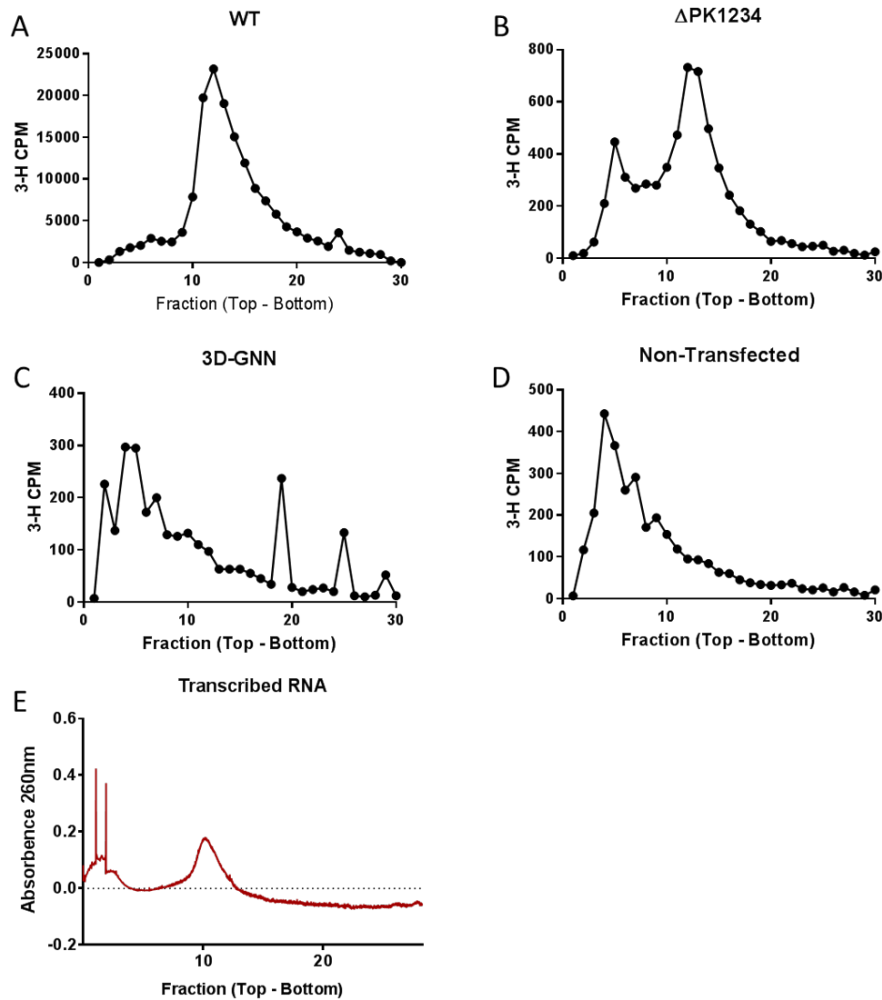 A
WT
3-H CPM
25000
20000
15000
10000
5000
0
0 10 20 30
Fraction (Top - Bottom)
B
ΔPK1234
3-H CPM
800
600
400
200
0
0 10 20 30
Fraction (Top - Bottom)
C
3D-GNN
3-H CPM
400
300
200
100
0
0 10 20 30
Fraction (Top - Bottom)
D
Non-Transfected
3-H CPM
500
400
300
200
100
0
0 10 20 30
Fraction (Top - Bottom)
E
Transcribed RNA
Absorbence 260nm
0.6
0.4
0.2
0.0
-0.2
10 20
Fraction (Top - Bottom)